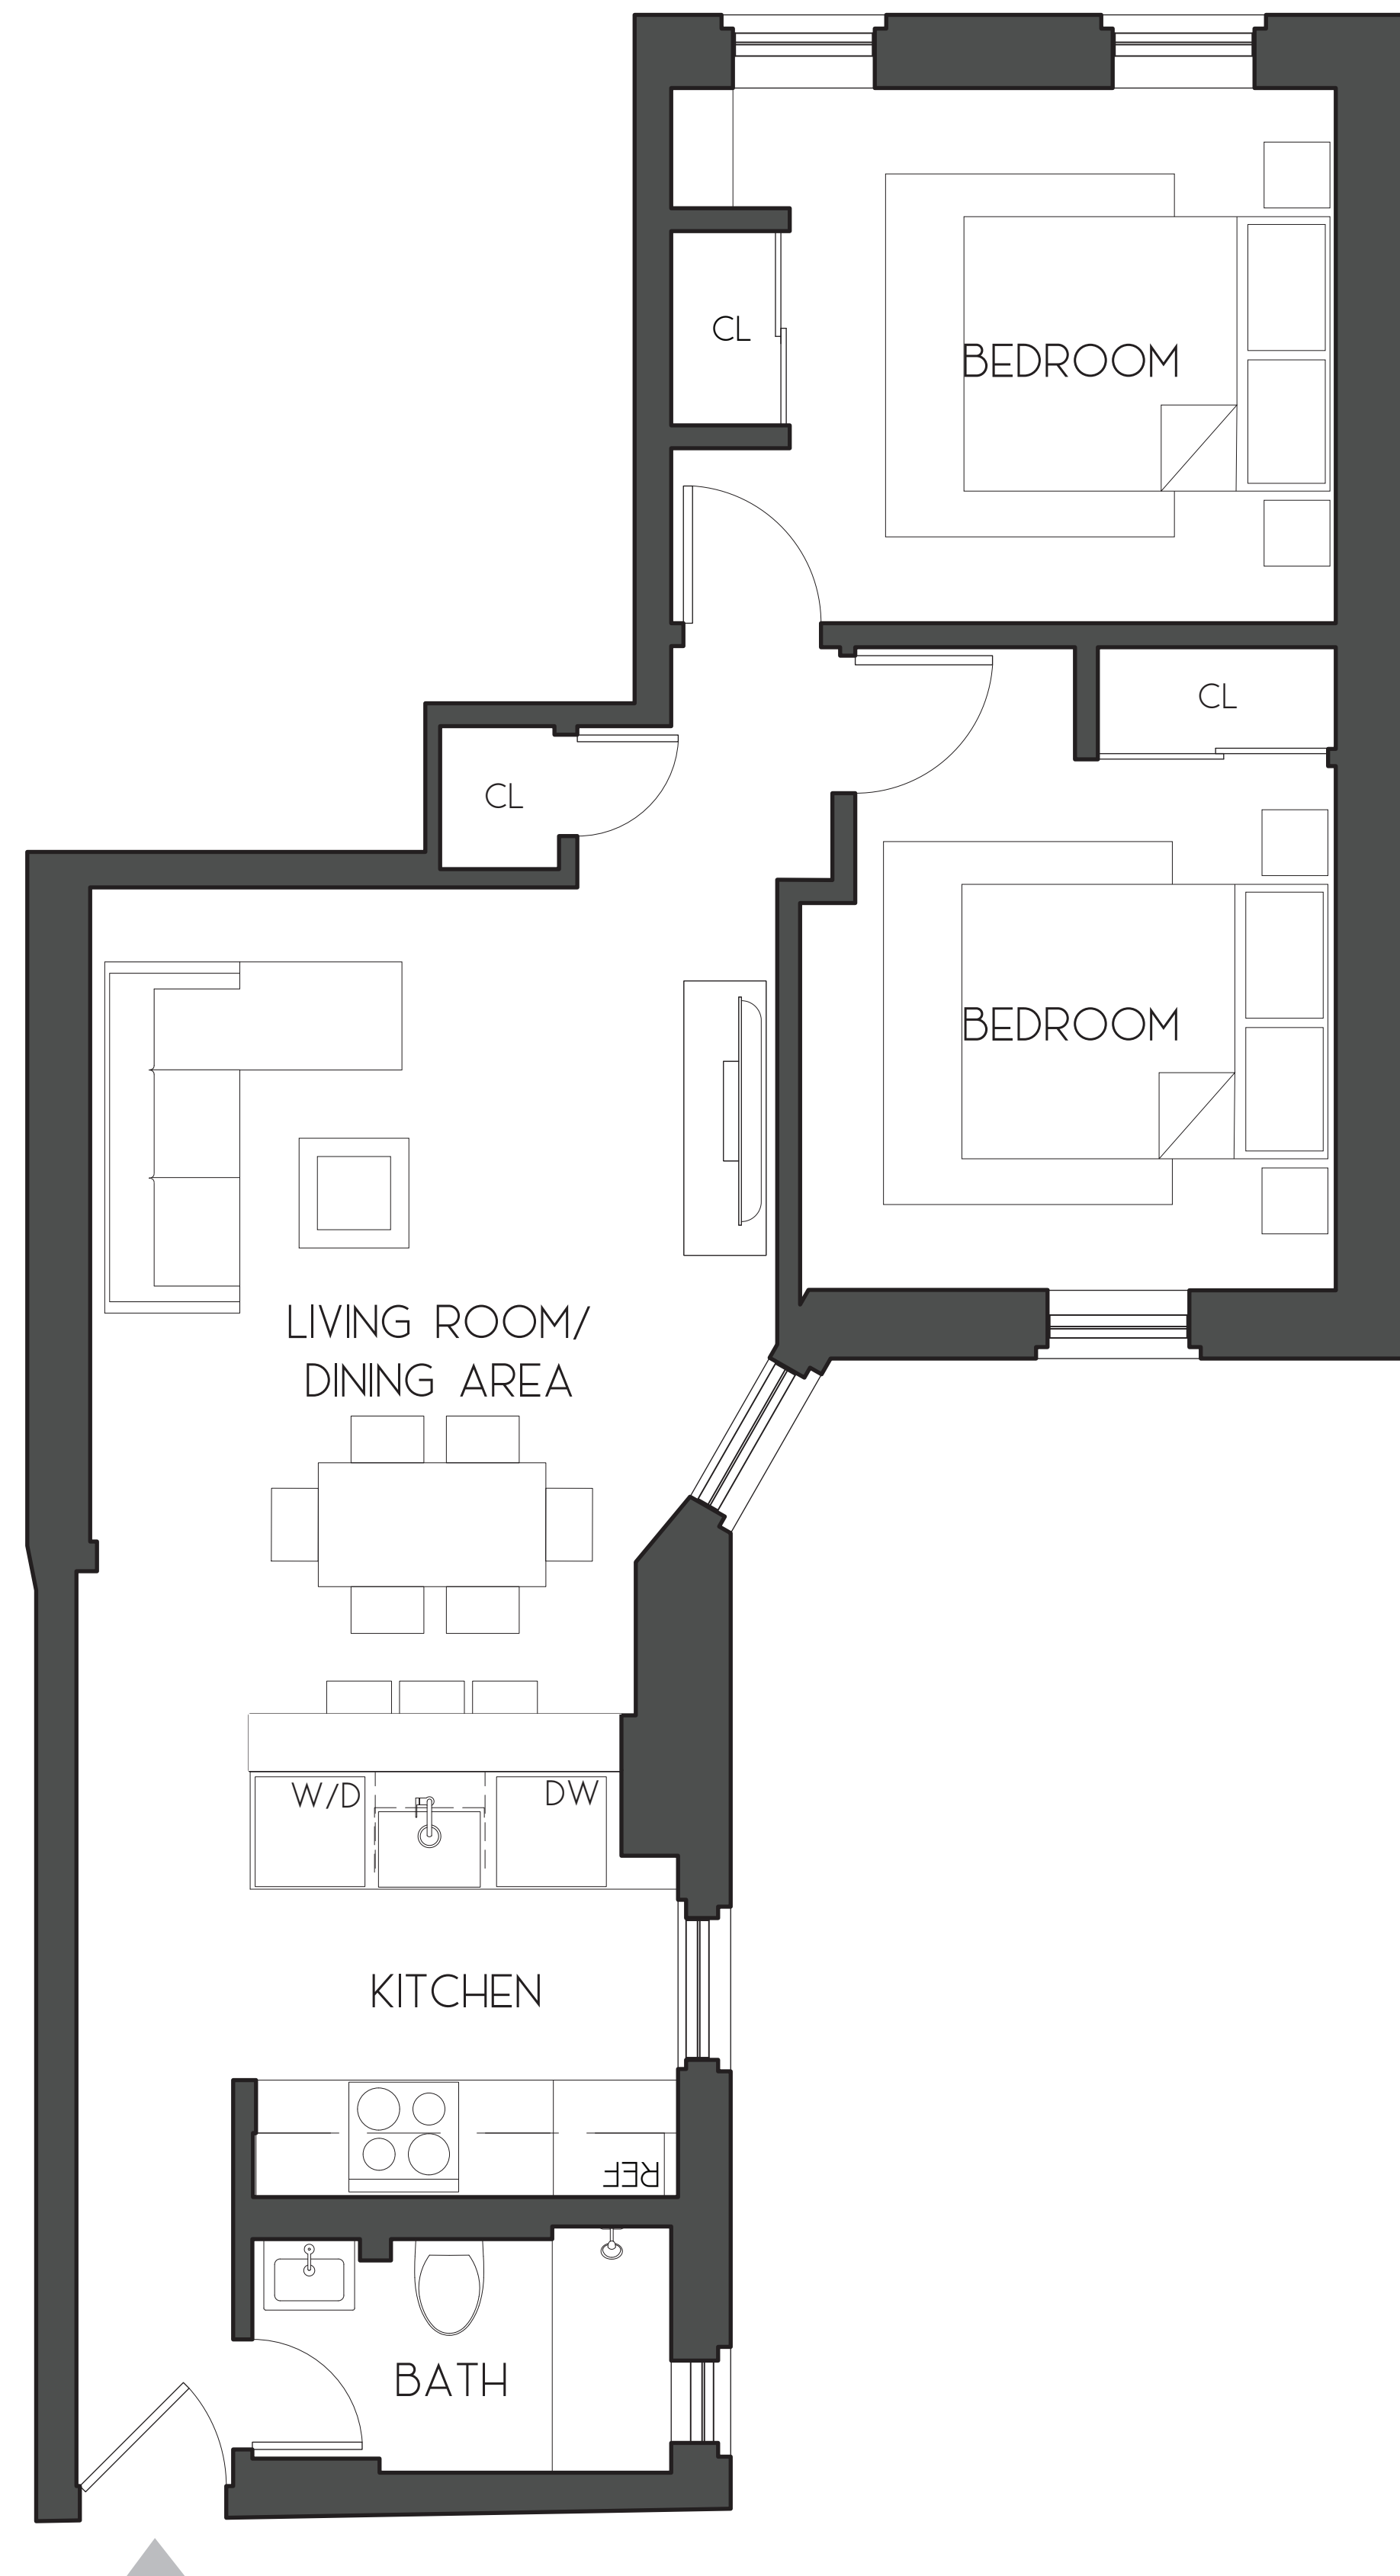 CL
BEDROOM
CL
CL
BEDROOM
LIVING ROOM/
DINING AREA
W/D
DW
KITCHEN
REF
BATH